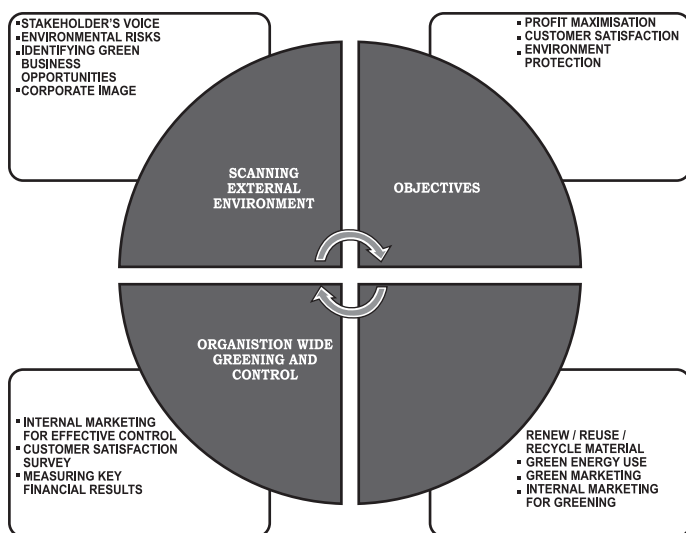 ▪ STAKEHOLDER'S VOICE
▪ ENVIRONMENTAL RISKS
▪ IDENTIFYING GREEN
BUSINESS
OPPORTUNITIES
▪ CORPORATE IMAGE
▪ PROFIT MAXIMISATION
▪ CUSTOMER SATISFACTION
▪ ENVIRONMENT
PROTECTION
SCANNING
EXTERNAL
ENVIRONMENT
OBJECTIVES
ORGANISTION WIDE
GREENING AND
CONTROL
▪ INTERNAL MARKETING
FOR EFFECTIVE CONTROL
▪ CUSTOMER SATISFACTION
SURVEY
▪ MEASURING KEY
FINANCIAL RESULTS
RENEW / REUSE /
RECYCLE MATERIAL
▪ GREEN ENERGY USE
▪ GREEN MARKETING
▪ INTERNAL MARKETING
FOR GREENING